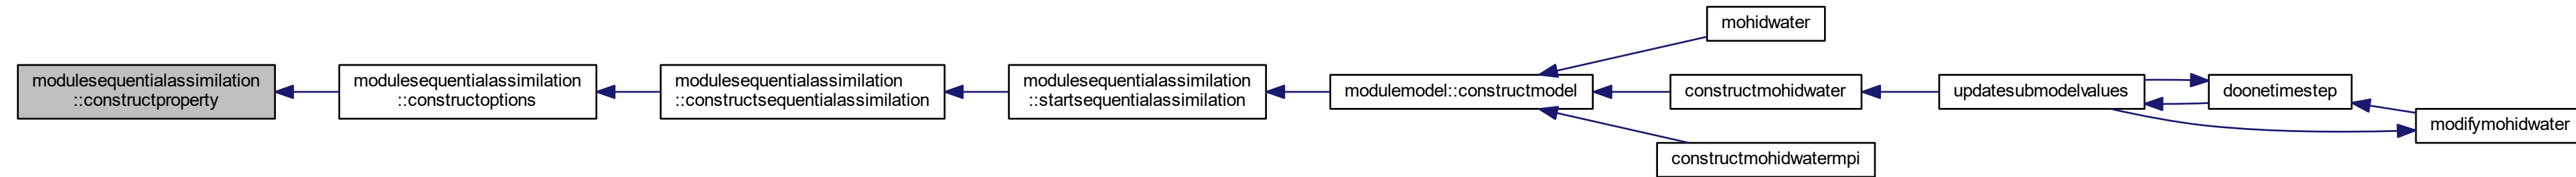 modulesequentialassimilation
::constructproperty
modulesequentialassimilation
::constructoptions
modulesequentialassimilation
::constructsequentialassimilation
modulesequentialassimilation
::startsequentialassimilation
modulemodel::constructmodel
mohidwater
constructmohidwater
constructmohidwatermpi
updatesubmodelvalues
doonetimestep
modifymohidwater